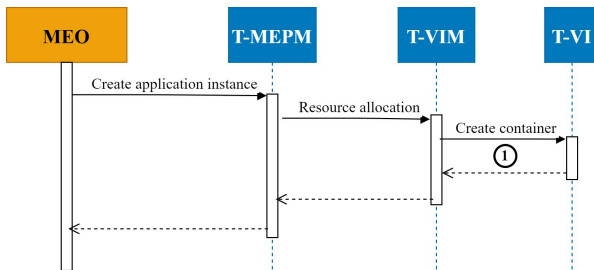 MEO
T-MEPM
T-VIM
T-VI
Create application instance
Resource allocation
Create container
1